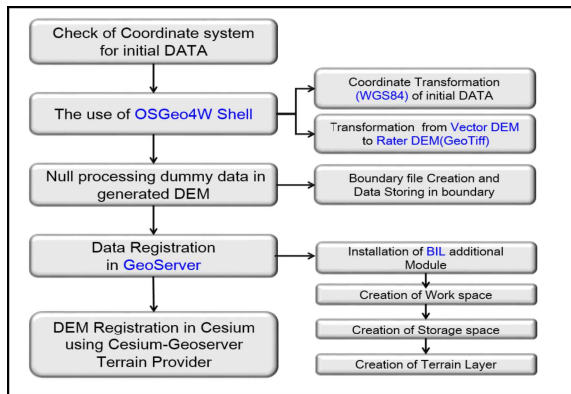 Check of Coordinate system
for initial DATA
The use of OSGeo4W Shell
Coordinate Transformation
(WGS84) of initial DATA
Transformation from Vector DEM
to Rater DEM(GeoTiff)
Null processing dummy data in
generated DEM
Boundary file Creation and
Data Storing in boundary
Data Registration
in GeoServer
Installation of BIL additional
Module
Creation of Work space
Creation of Storage space
Creation of Terrain Layer
DEM Registration in Cesium
using Cesium-Geoserver
Terrain Provider